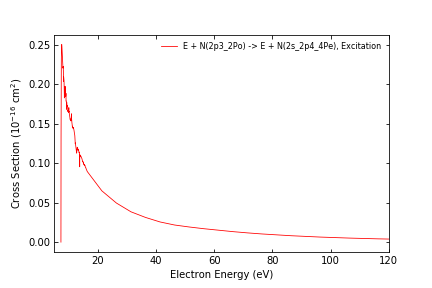 E + N(2p3_2Po) -> E + N(2s_2p4_4Pe), Excitation
0.25
0.20
0.15
0.10
0.05
0.00
Cross Section (10⁻¹⁶ cm²)
20 40 60 80 100 120
Electron Energy (eV)